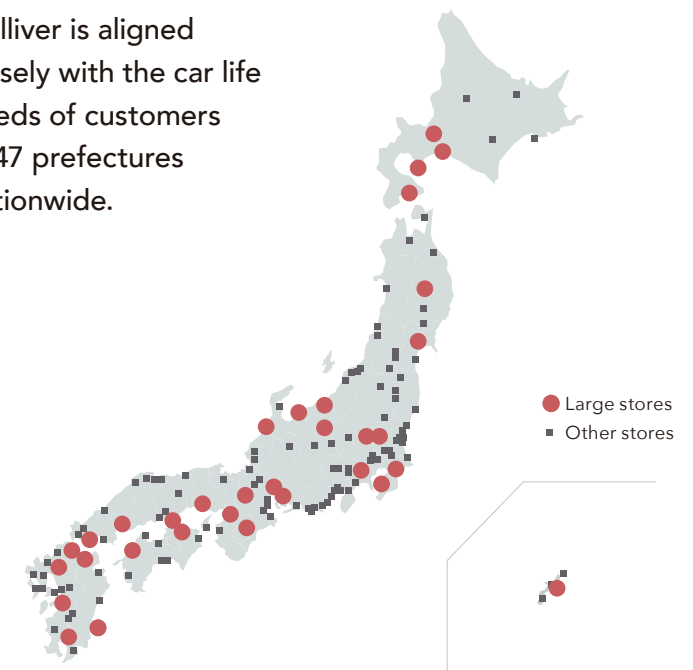 lliver is aligned
sely with the car life
eds of customers
47 prefectures
tionwide.
Large stores
Other stores